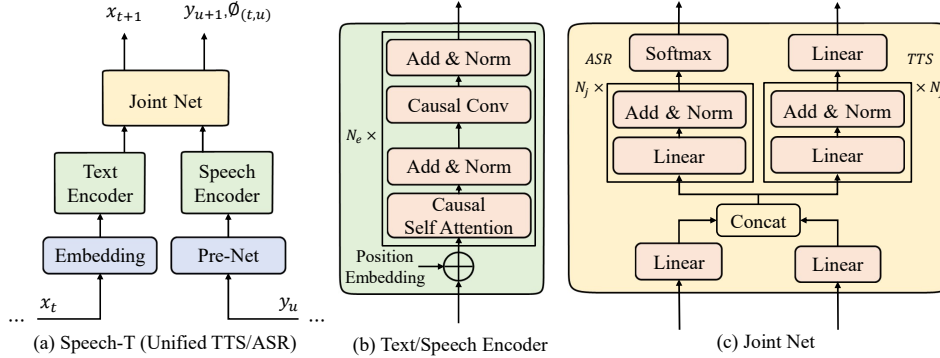 x_{t+1}
y_{u+1}, ∅_{(t,u)}
Joint Net
Text
Encoder
Speech
Encoder
Embedding
Pre-Net
x_t
y_u
...
...
(a) Speech-T (Unified TTS/ASR)
Add & Norm
Causal Conv
N_e ×
Add & Norm
Causal
Self Attention
Position
Embedding
(b) Text/Speech Encoder
ASR
Softmax
Linear
TTS
N_j ×
Add & Norm
Add & Norm
× N_j
Linear
Linear
Concat
Linear
Linear
(c) Joint Net